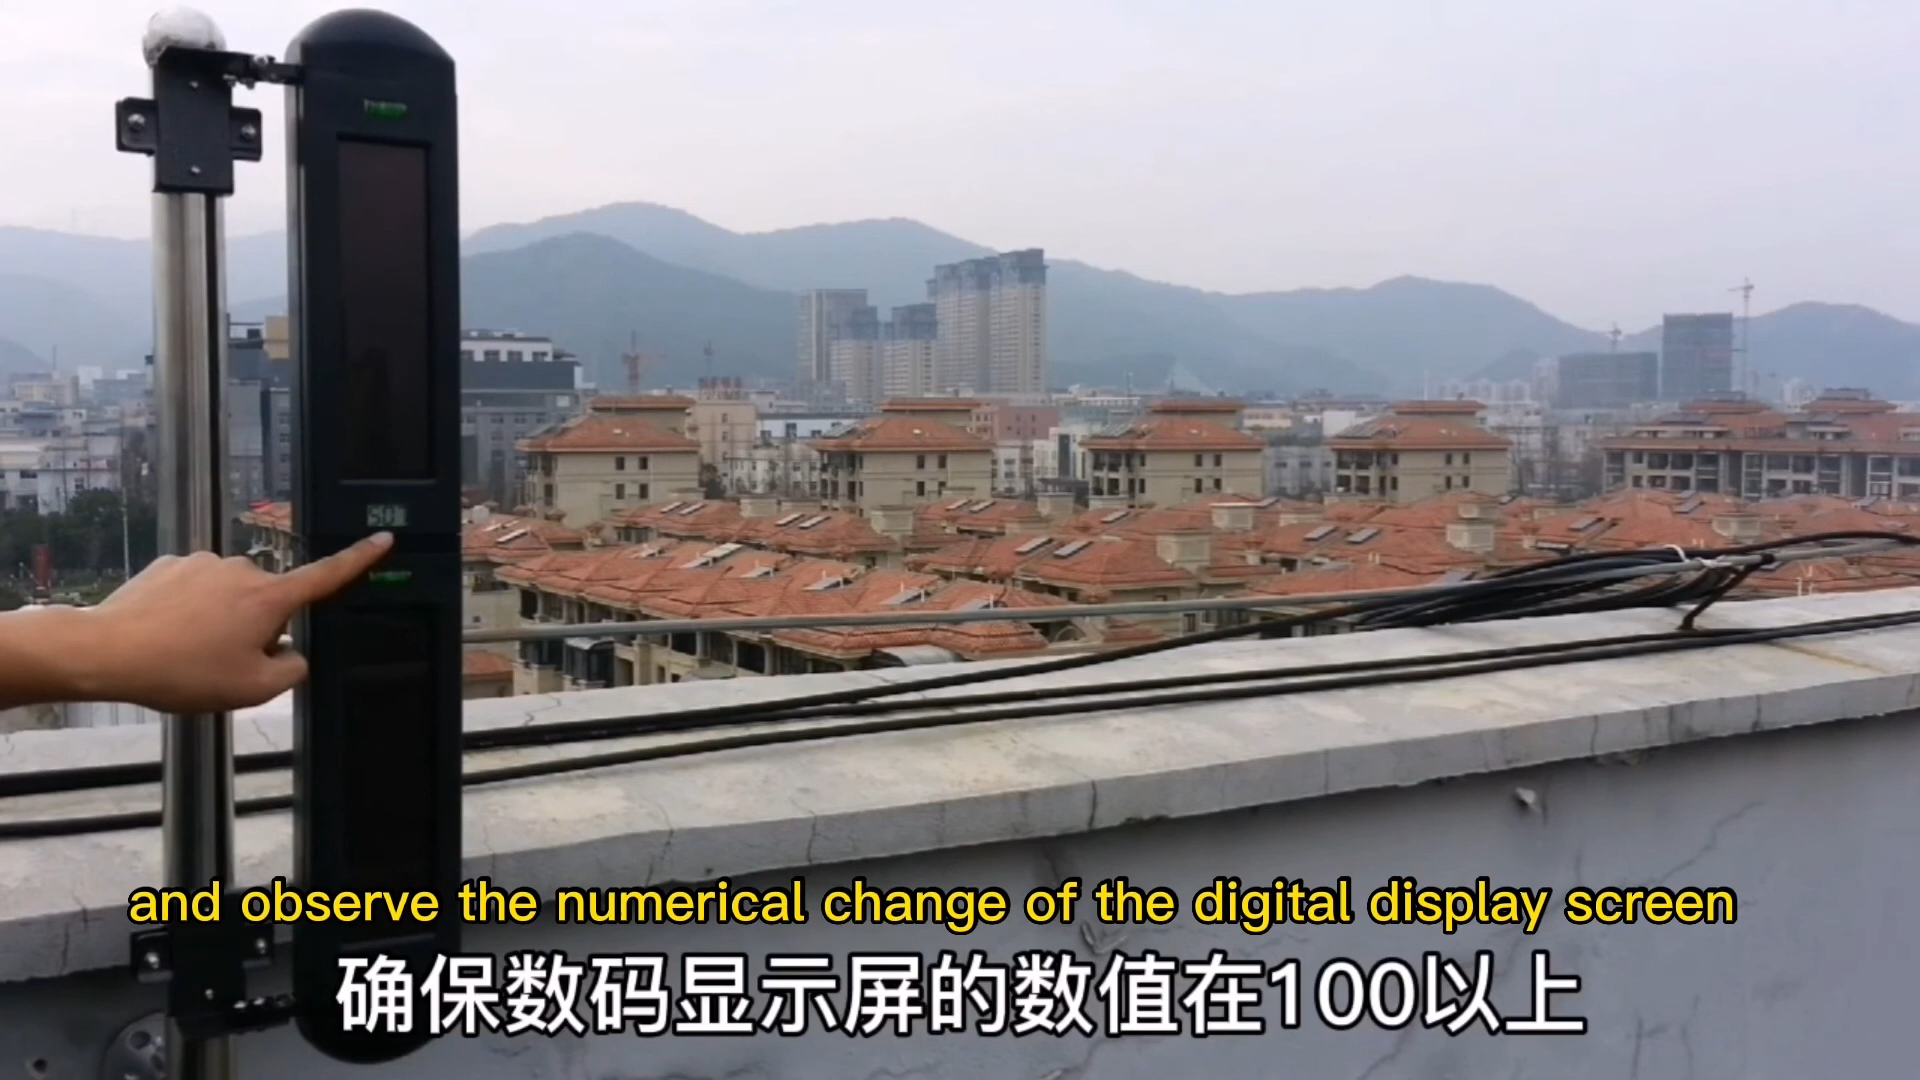 and observe the numerical change of the digital display screen
确保数码显示屏的数值在100以上